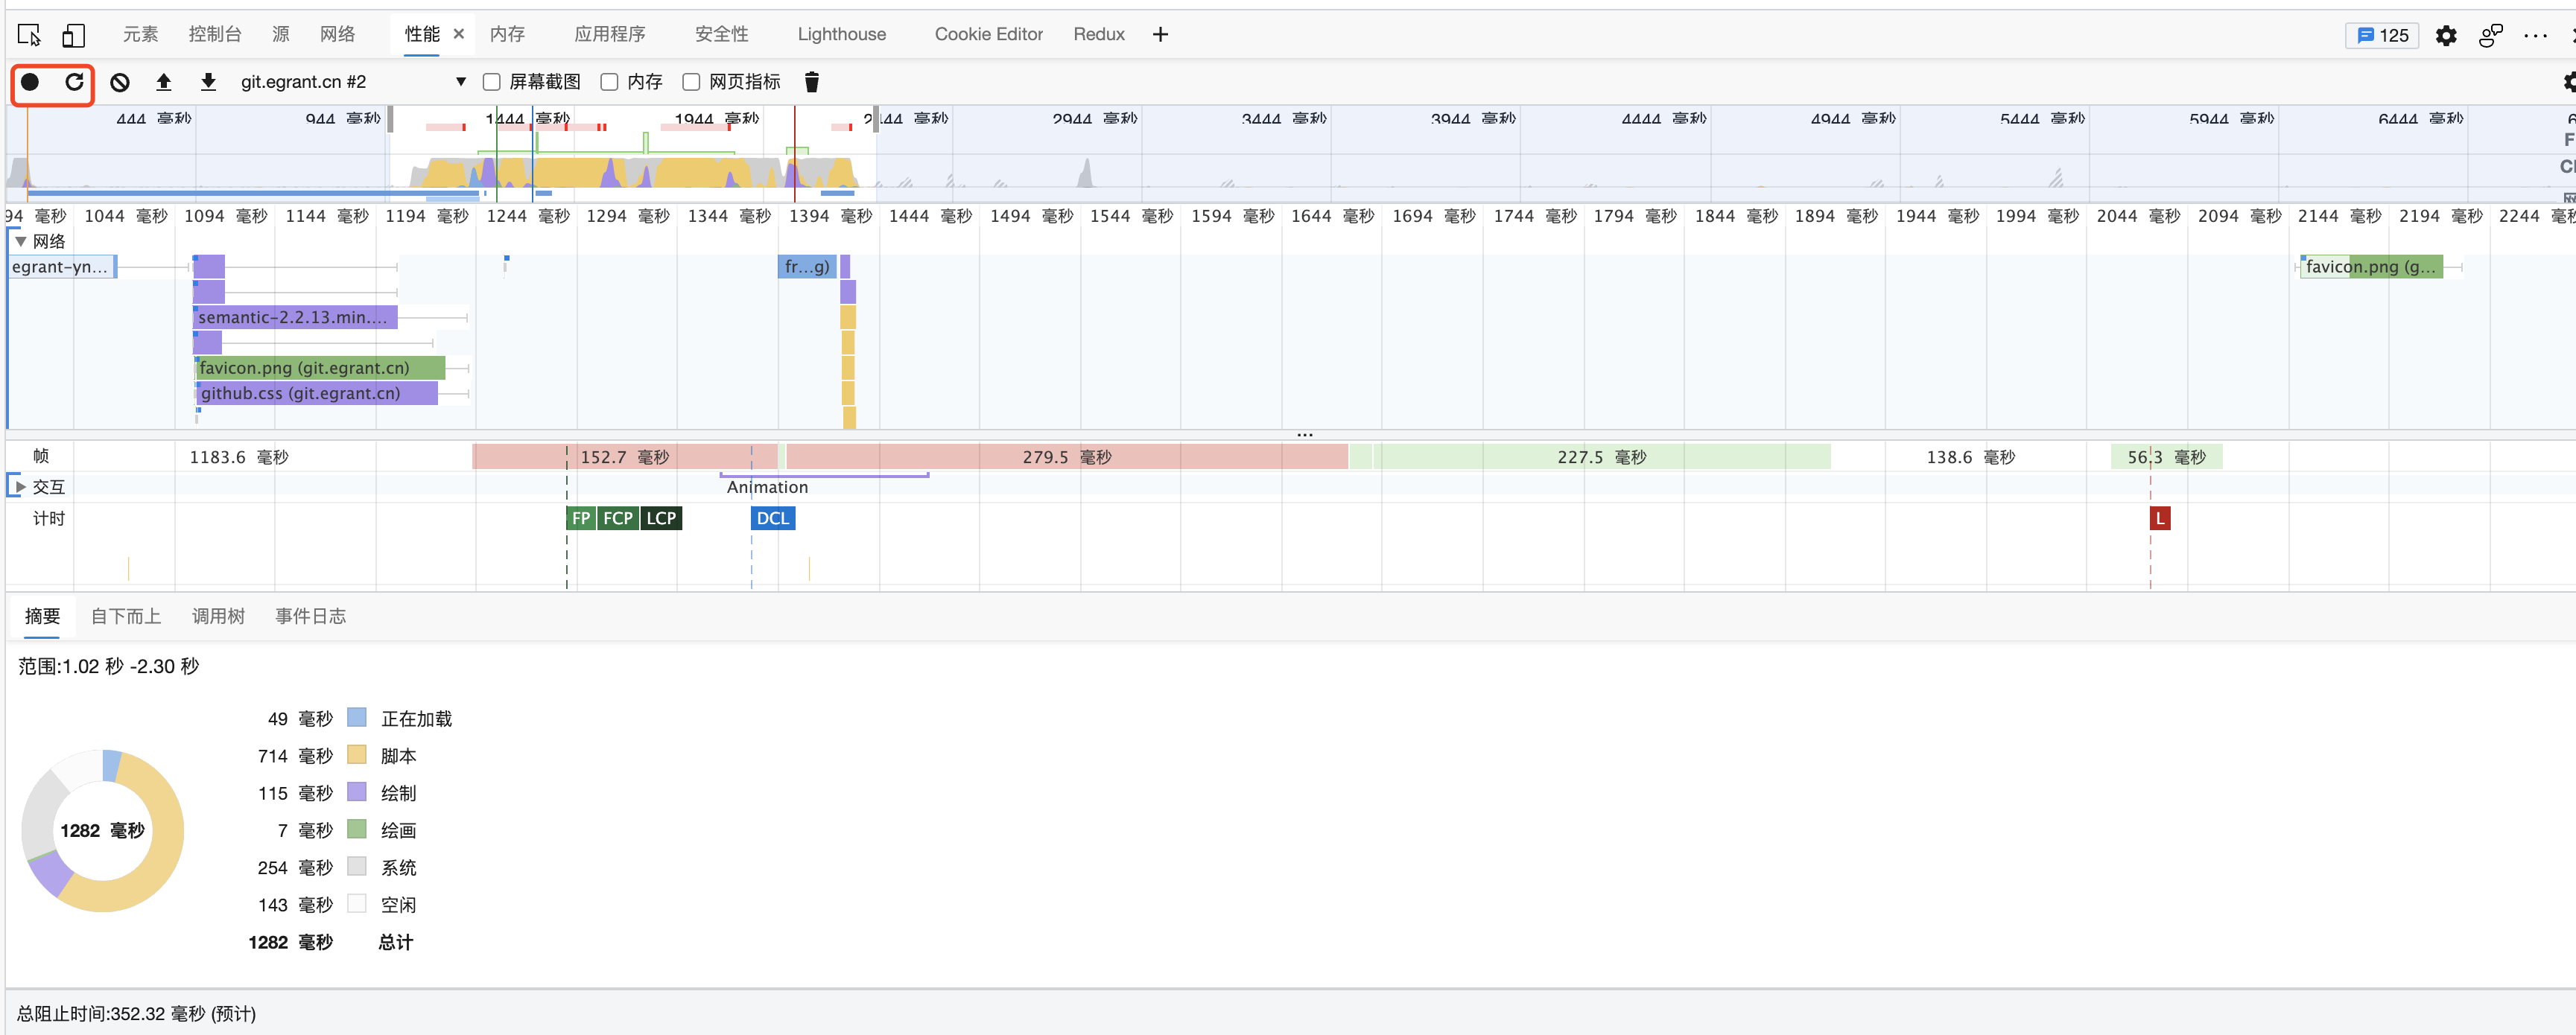 元素 控制台 源 网络 性能 × 内存 应用程序 安全性 Lighthouse Cookie Editor Redux + 125
git.egrant.cn #2 屏幕截图 内存 网页指标
444 毫秒 944 毫秒 1444 毫秒 1944 毫秒 2444 毫秒 2944 毫秒 3444 毫秒 3944 毫秒 4444 毫秒 4944 毫秒 5444 毫秒 5944 毫秒 6444 毫秒
94 毫秒 1044 毫秒 1094 毫秒 1144 毫秒 1194 毫秒 1244 毫秒 1294 毫秒 1344 毫秒 1394 毫秒 1444 毫秒 1494 毫秒 1544 毫秒 1594 毫秒 1644 毫秒 1694 毫秒 1744 毫秒 1794 毫秒 1844 毫秒 1894 毫秒 1944 毫秒 1994 毫秒 2044 毫秒 2094 毫秒 2144 毫秒 2194 毫秒 2244 毫秒
网络
egrant-yn... fr...g) favicon.png (g...
semantic-2.2.13.min....
favicon.png (git.egrant.cn)
github.css (git.egrant.cn)
帧 1183.6 毫秒 152.7 毫秒 279.5 毫秒 227.5 毫秒 138.6 毫秒 56.3 毫秒
交互 Animation
计时 FP FCP LCP DCL L
摘要 自下而上 调用树 事件日志
范围:1.02 秒 -2.30 秒
49 毫秒 正在加载
714 毫秒 脚本
115 毫秒 绘制
7 毫秒 绘画
254 毫秒 系统
143 毫秒 空闲
1282 毫秒 总计
1282 毫秒
总阻止时间:352.32 毫秒 (预计)